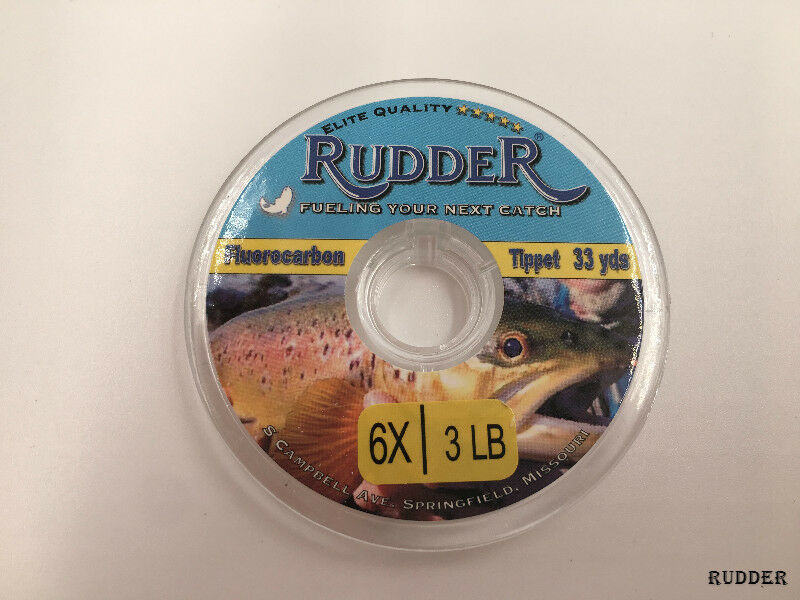 ELITE QUALITY
RUDDER®
FUELING YOUR NEXT CATCH
Fluorocarbon Tippet 33 yds
6X | 3 LB
S CAMPBELL AVE. SPRINGFIELD, MISSOURI
RUDDER